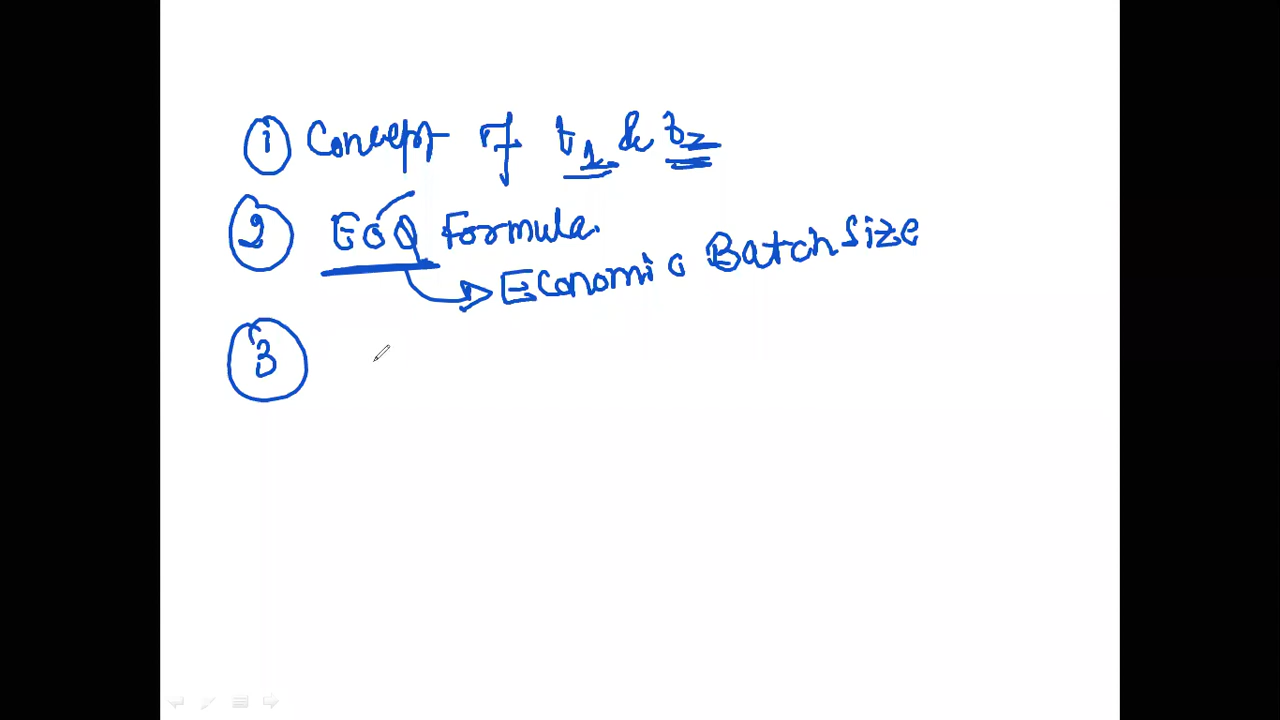 ① Concept of t₁ & t₂
② EOQ Formula.
Economic Batch Size
③